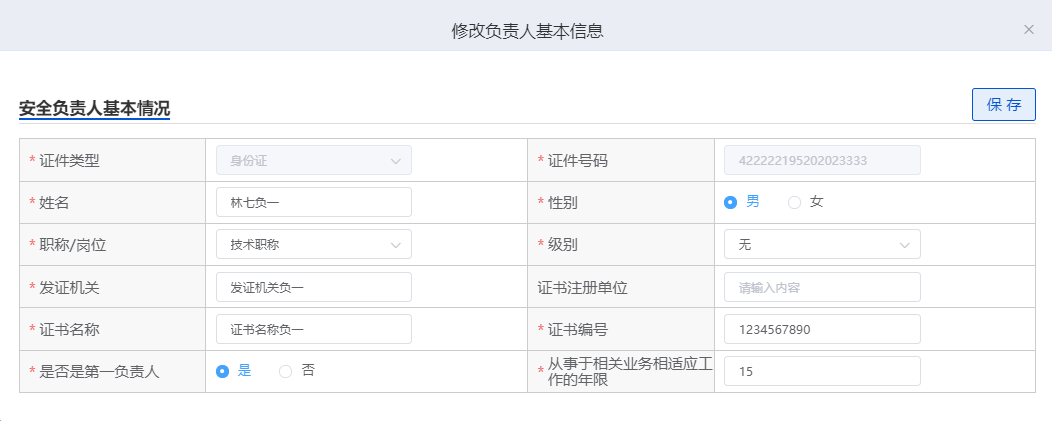 修改负责人基本信息
安全负责人基本情况
保 存
* 证件类型
身份证
* 证件号码
422222195202023333
* 姓名
林七负一
* 性别
男
女
* 职称/岗位
技术职称
* 级别
无
* 发证机关
发证机关负一
证书注册单位
请输入内容
* 证书名称
证书名称负一
* 证书编号
1234567890
* 是否是第一负责人
是
否
* 从事于相关业务相适应工
作的年限
15